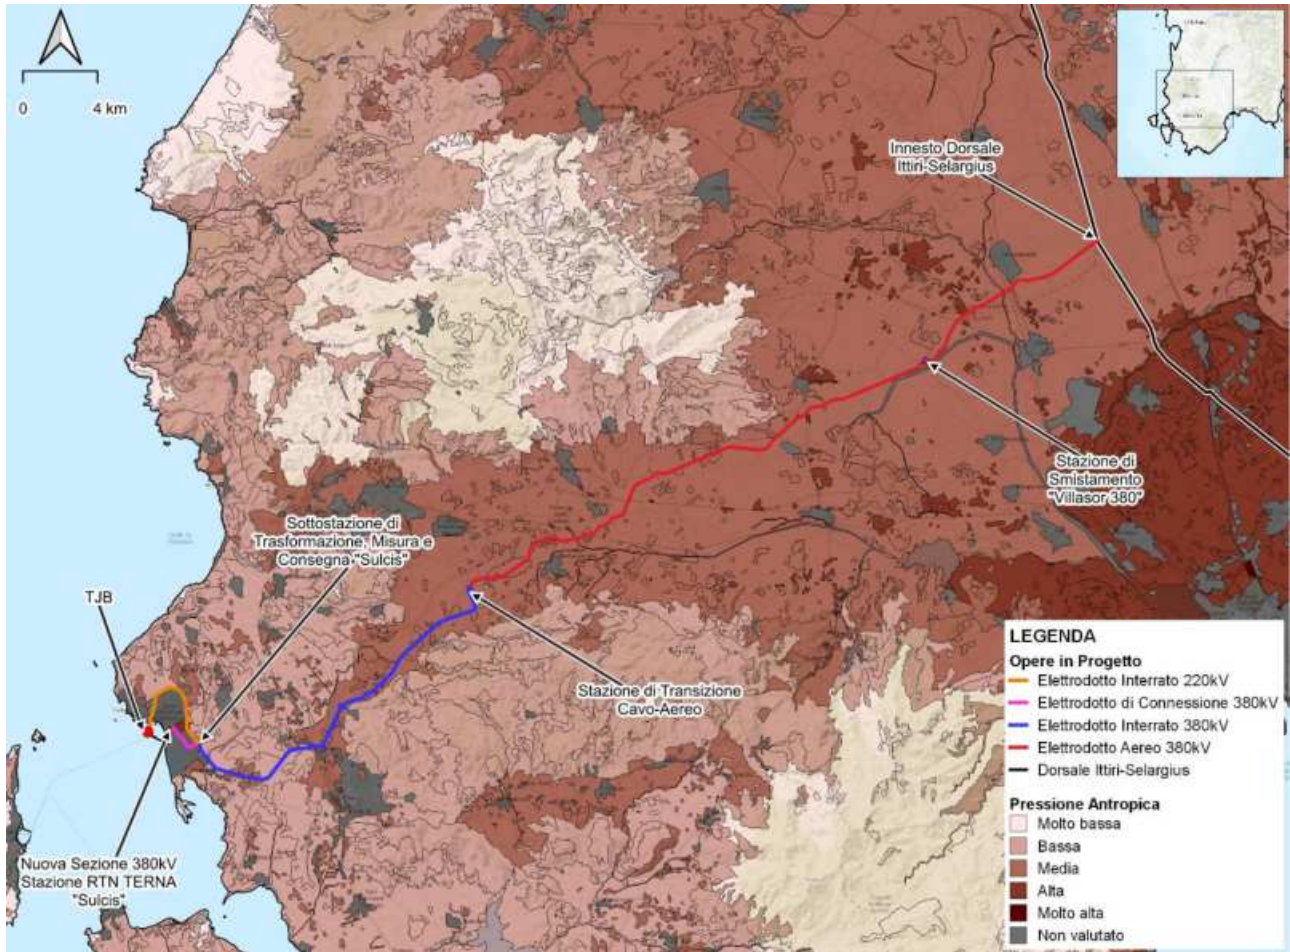 0 4 km
Innesto Dorsale
Ittiri-Selargius
Stazione di
Smistamento
"Villasor 380"
Sottostazione di
Trasformazione, Misura e
Consegna "Sulcis"
TJB
Stazione di Transizione
Cavo-Aereo
Nuova Sezione 380kV
Stazione RTN TERNA
"Sulcis"
LEGENDA
Opere in Progetto
Elettrodotto Interrato 220kV
Elettrodotto di Connessione 380kV
Elettrodotto Interrato 380kV
Elettrodotto Aereo 380kV
Dorsale Ittiri-Selargius
Pressione Antropica
Molto bassa
Bassa
Media
Alta
Molto alta
Non valutato